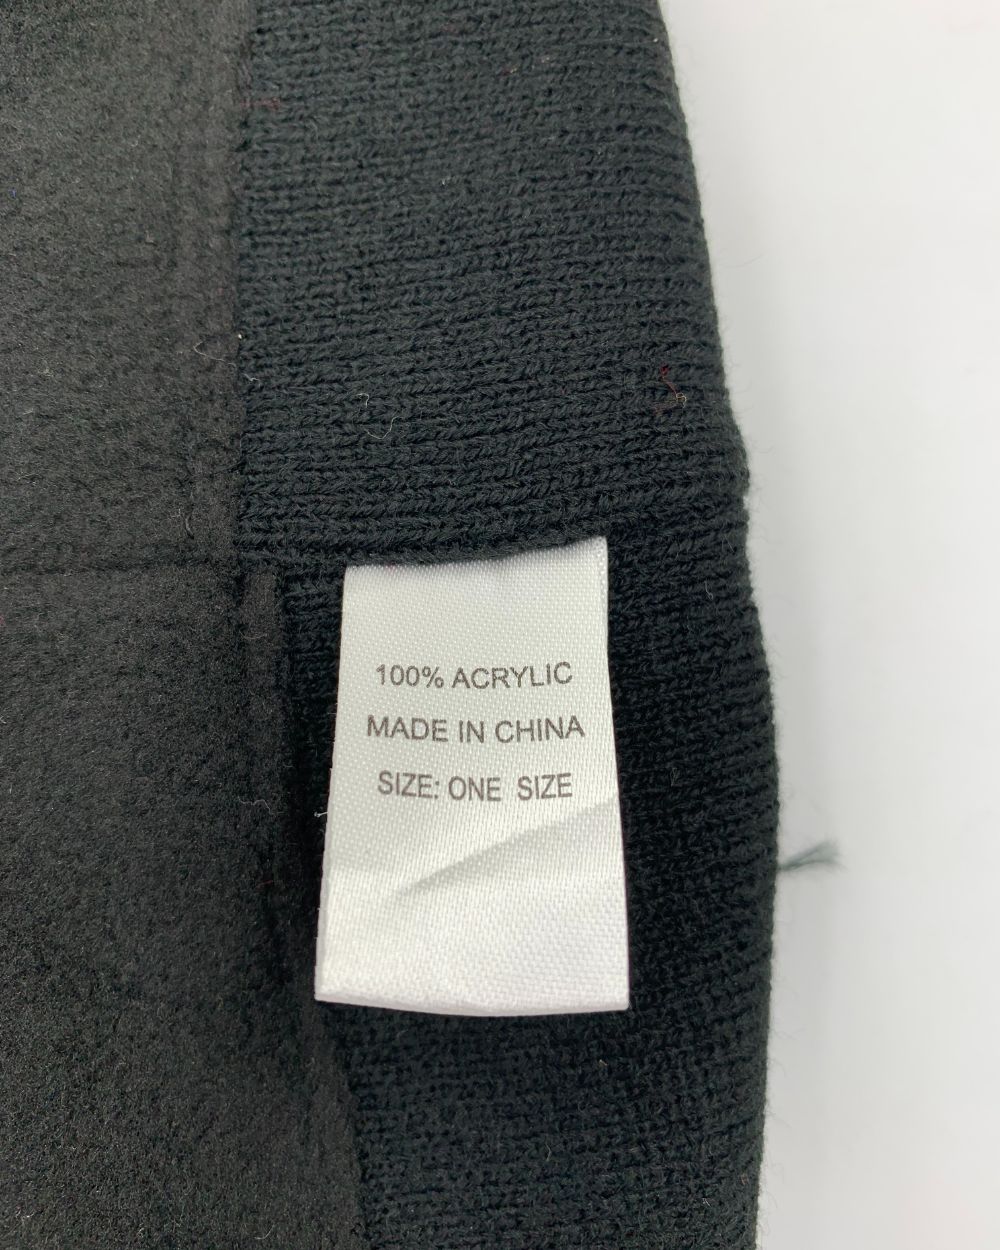 100% ACRYLIC
MADE IN CHINA
SIZE: ONE SIZE